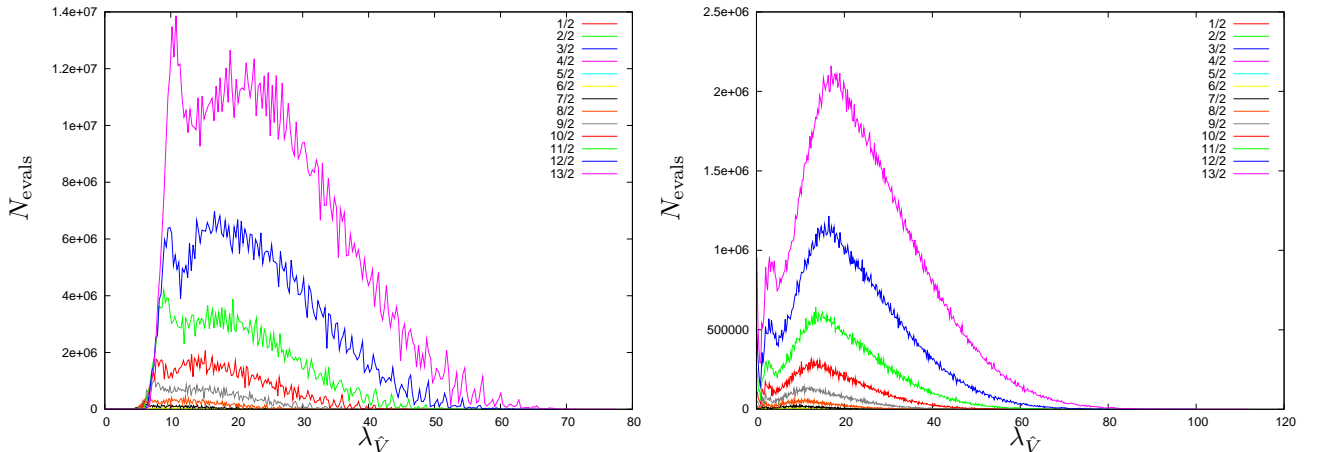 1.4e+07
1.2e+07
1e+07
8e+06
6e+06
4e+06
2e+06
0
0 10 20 30 40 50 60 70 80
N_evals
λ_V̂
1/2
2/2
3/2
4/2
5/2
6/2
7/2
8/2
9/2
10/2
11/2
12/2
13/2
2.5e+06
2e+06
1.5e+06
1e+06
500000
0
0 20 40 60 80 100 120
N_evals
λ_V̂
1/2
2/2
3/2
4/2
5/2
6/2
7/2
8/2
9/2
10/2
11/2
12/2
13/2